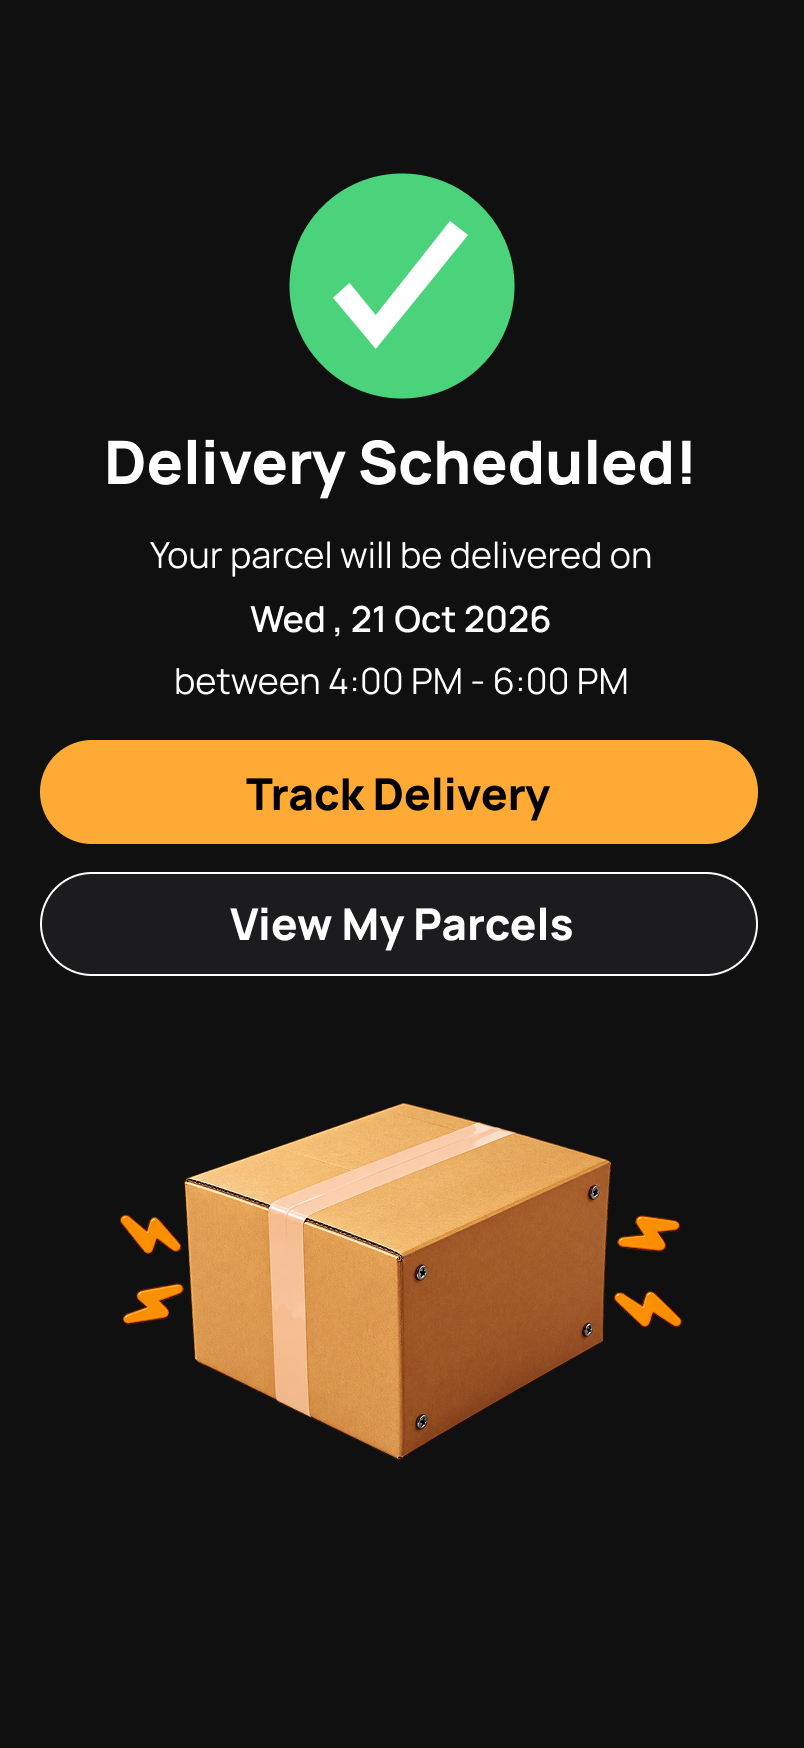 Delivery Scheduled!
Your parcel will be delivered on
Wed , 21 Oct 2026
between 4:00 PM - 6:00 PM
Track Delivery
View My Parcels